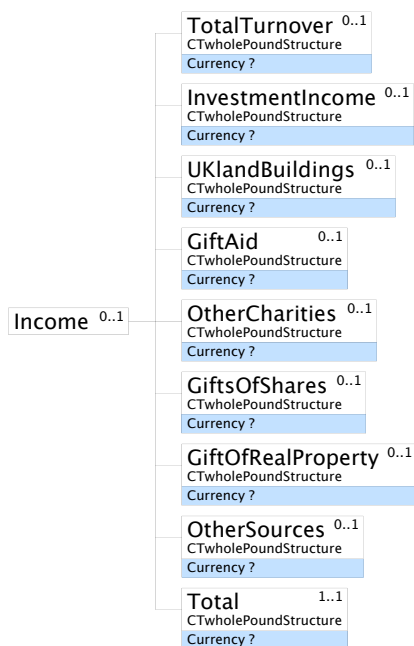 TotalTurnover 0..1
CTwholePoundStructure
Currency ?
InvestmentIncome 0..1
CTwholePoundStructure
Currency ?
UKlandBuildings 0..1
CTwholePoundStructure
Currency ?
GiftAid 0..1
CTwholePoundStructure
Currency ?
Income 0..1
OtherCharities 0..1
CTwholePoundStructure
Currency ?
GiftsOfShares 0..1
CTwholePoundStructure
Currency ?
GiftOfRealProperty 0..1
CTwholePoundStructure
Currency ?
OtherSources 0..1
CTwholePoundStructure
Currency ?
Total 1..1
CTwholePoundStructure
Currency ?